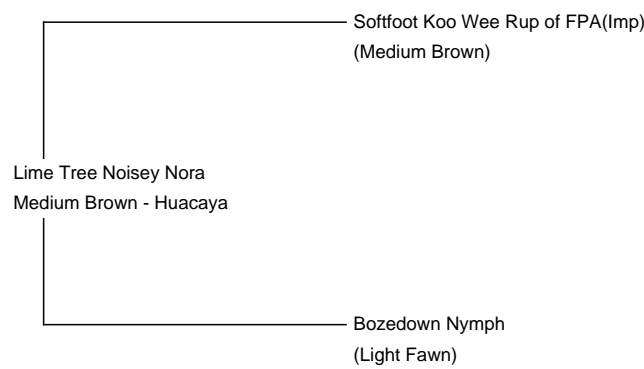 Softfoot Koo Wee Rup of FPA(Imp)
(Medium Brown)
Lime Tree Noisey Nora
Medium Brown - Huacaya
Bozedown Nymph
(Light Fawn)